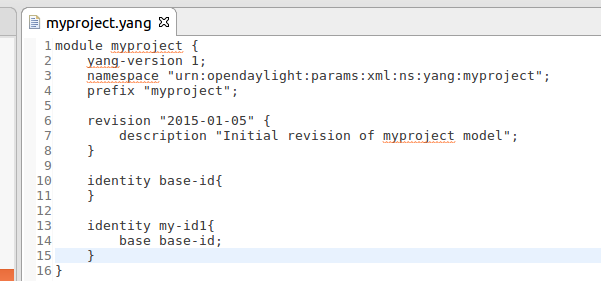 myproject.yang
1 module myproject {
2     yang-version 1;
3     namespace "urn:opendaylight:params:xml:ns:yang:myproject";
4     prefix "myproject";
5
6     revision "2015-01-05" {
7         description "Initial revision of myproject model";
8     }
9
10     identity base-id{
11     }
12
13     identity my-id1{
14         base base-id;
15     }
16 }